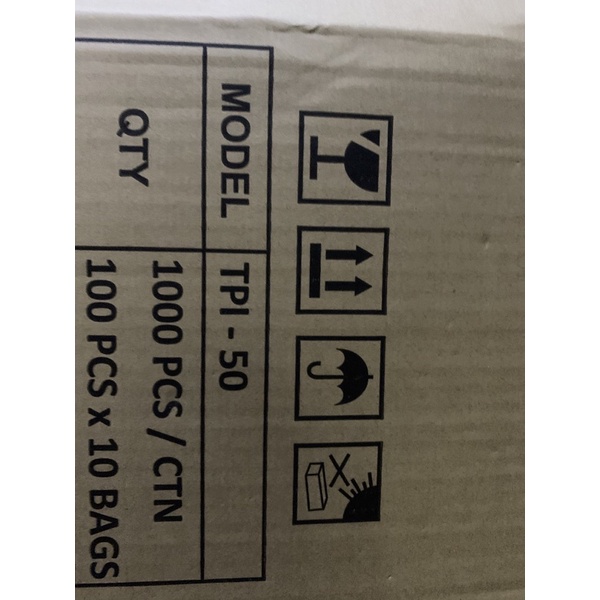 MODEL TPI - 50
QTY 1000 PCS / CTN
100 PCS x 10 BAGS